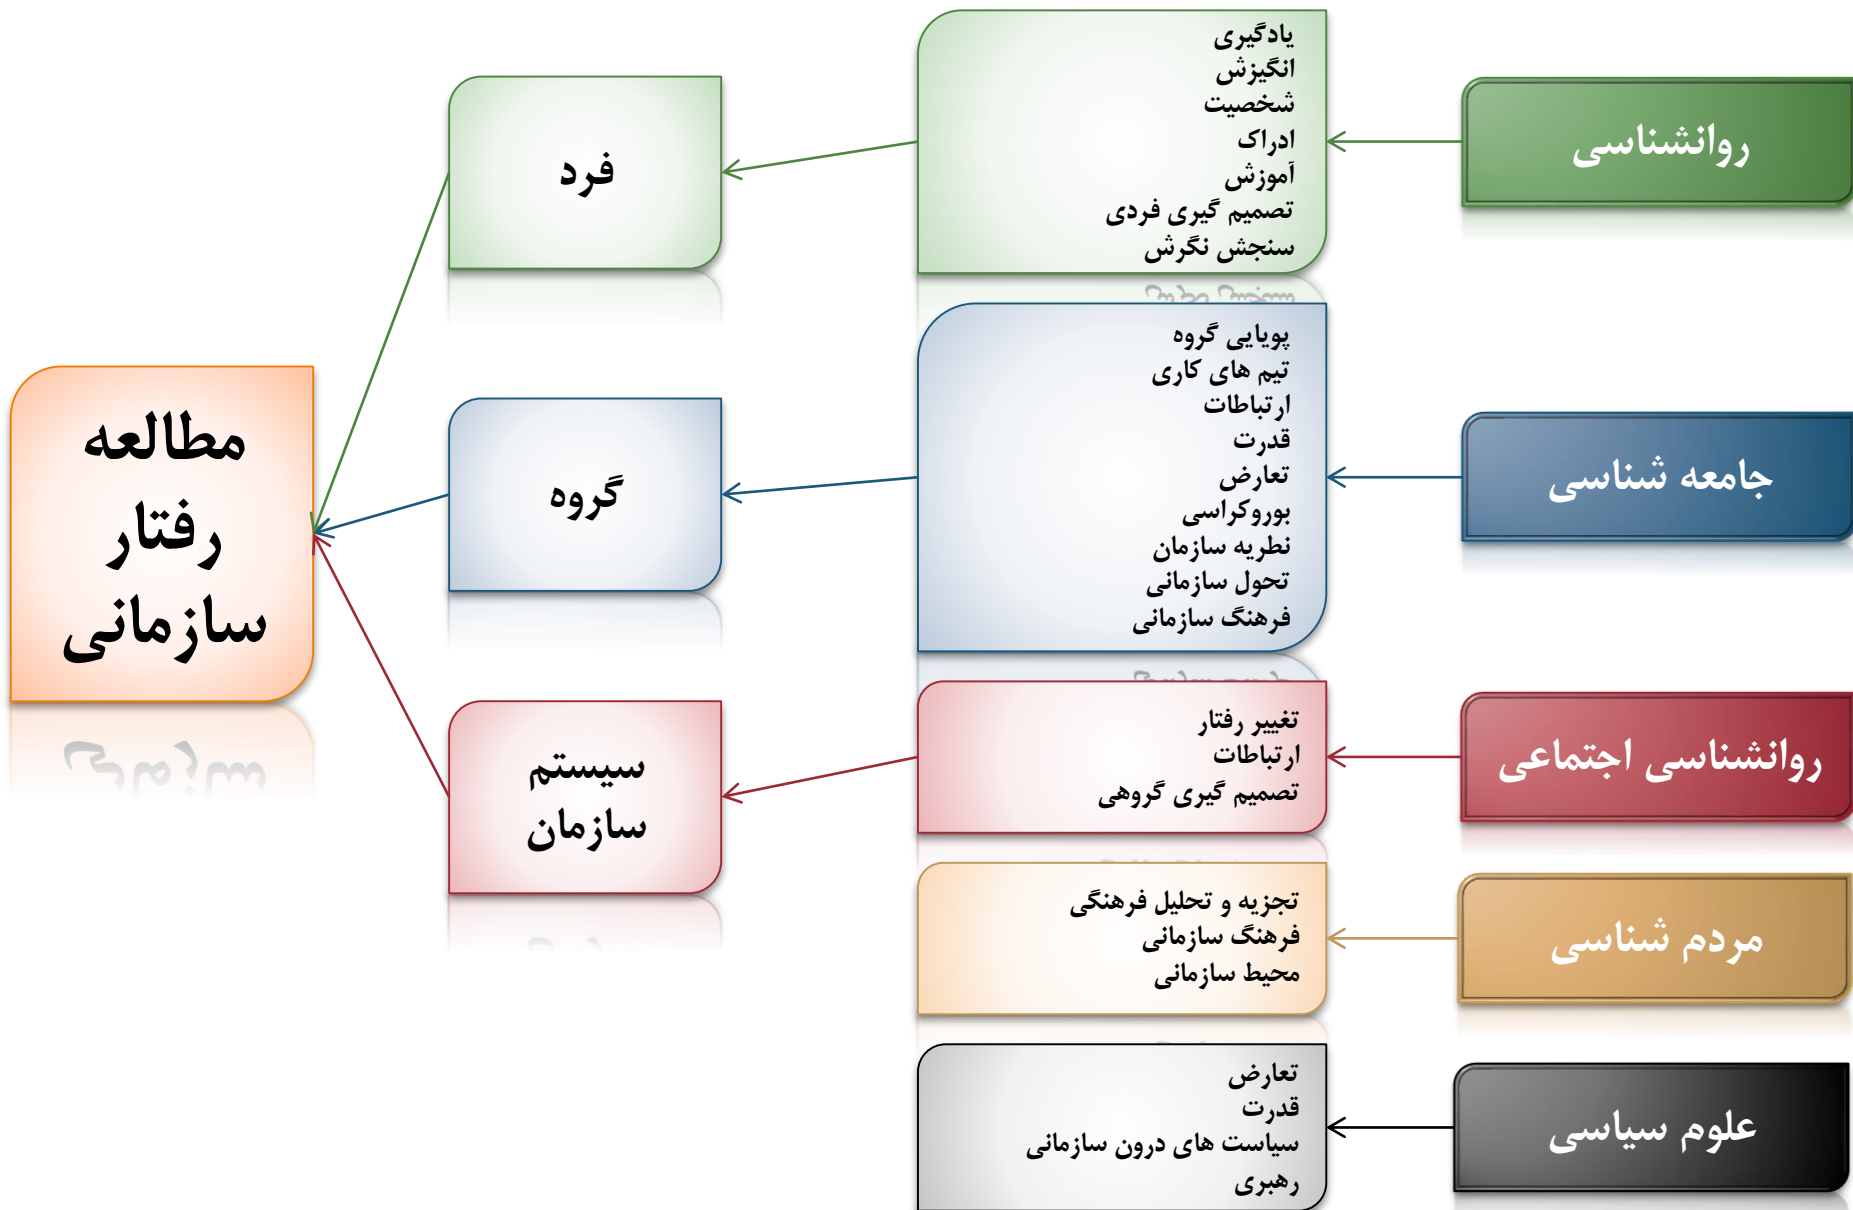 روانشناسی
یادگیری
انگیزش
شخصیت
ادراک
آموزش
تصمیم گیری فردی
سنجش نگرش
فرد
جامعه شناسی
پویایی گروه
تیم های کاری
ارتباطات
قدرت
تعارض
بوروکراسی
نطریه سازمان
تحول سازمانی
فرهنگ سازمانی
گروه
روانشناسی اجتماعی
تغییر رفتار
ارتباطات
تصمیم گیری گروهی
سیستم
سازمان
مردم شناسی
تجزیه و تحلیل فرهنگی
فرهنگ سازمانی
محیط سازمانی
علوم سیاسی
تعارض
قدرت
سیاست های درون سازمانی
رهبری
مطالعه
رفتار
سازمانی